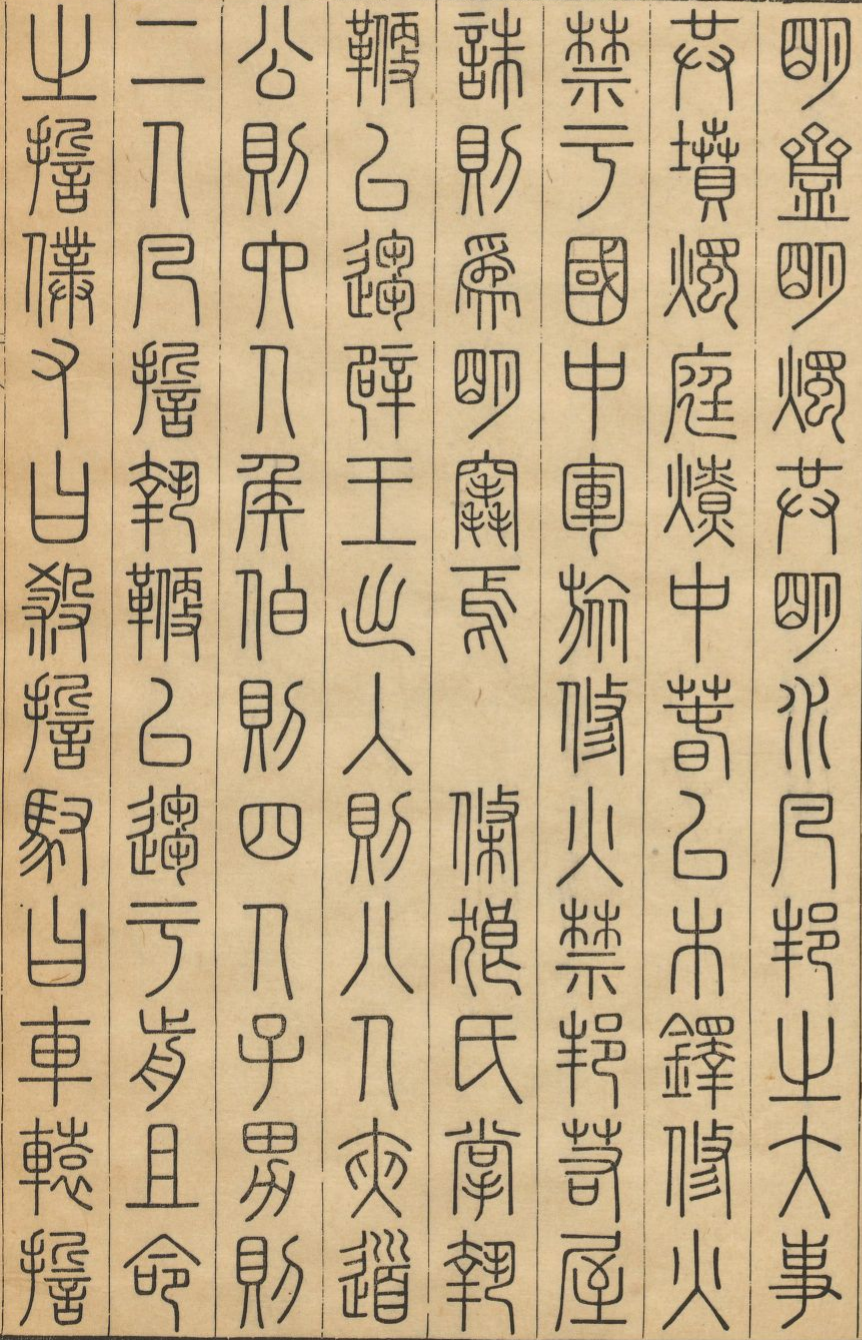 明齍明燭共明水凡邦之大事
共墳燭庭燎中春以木鐸修火
禁于國中軍旅修火禁邦若屋
誅則爲明竁焉　條狼氏掌執
鞭以趨辟王出入則八人夾道
公則六人侯伯則四人子男則
二人凡誓執鞭以趨于前且命
之誓僕右曰殺誓馭曰車轘誓